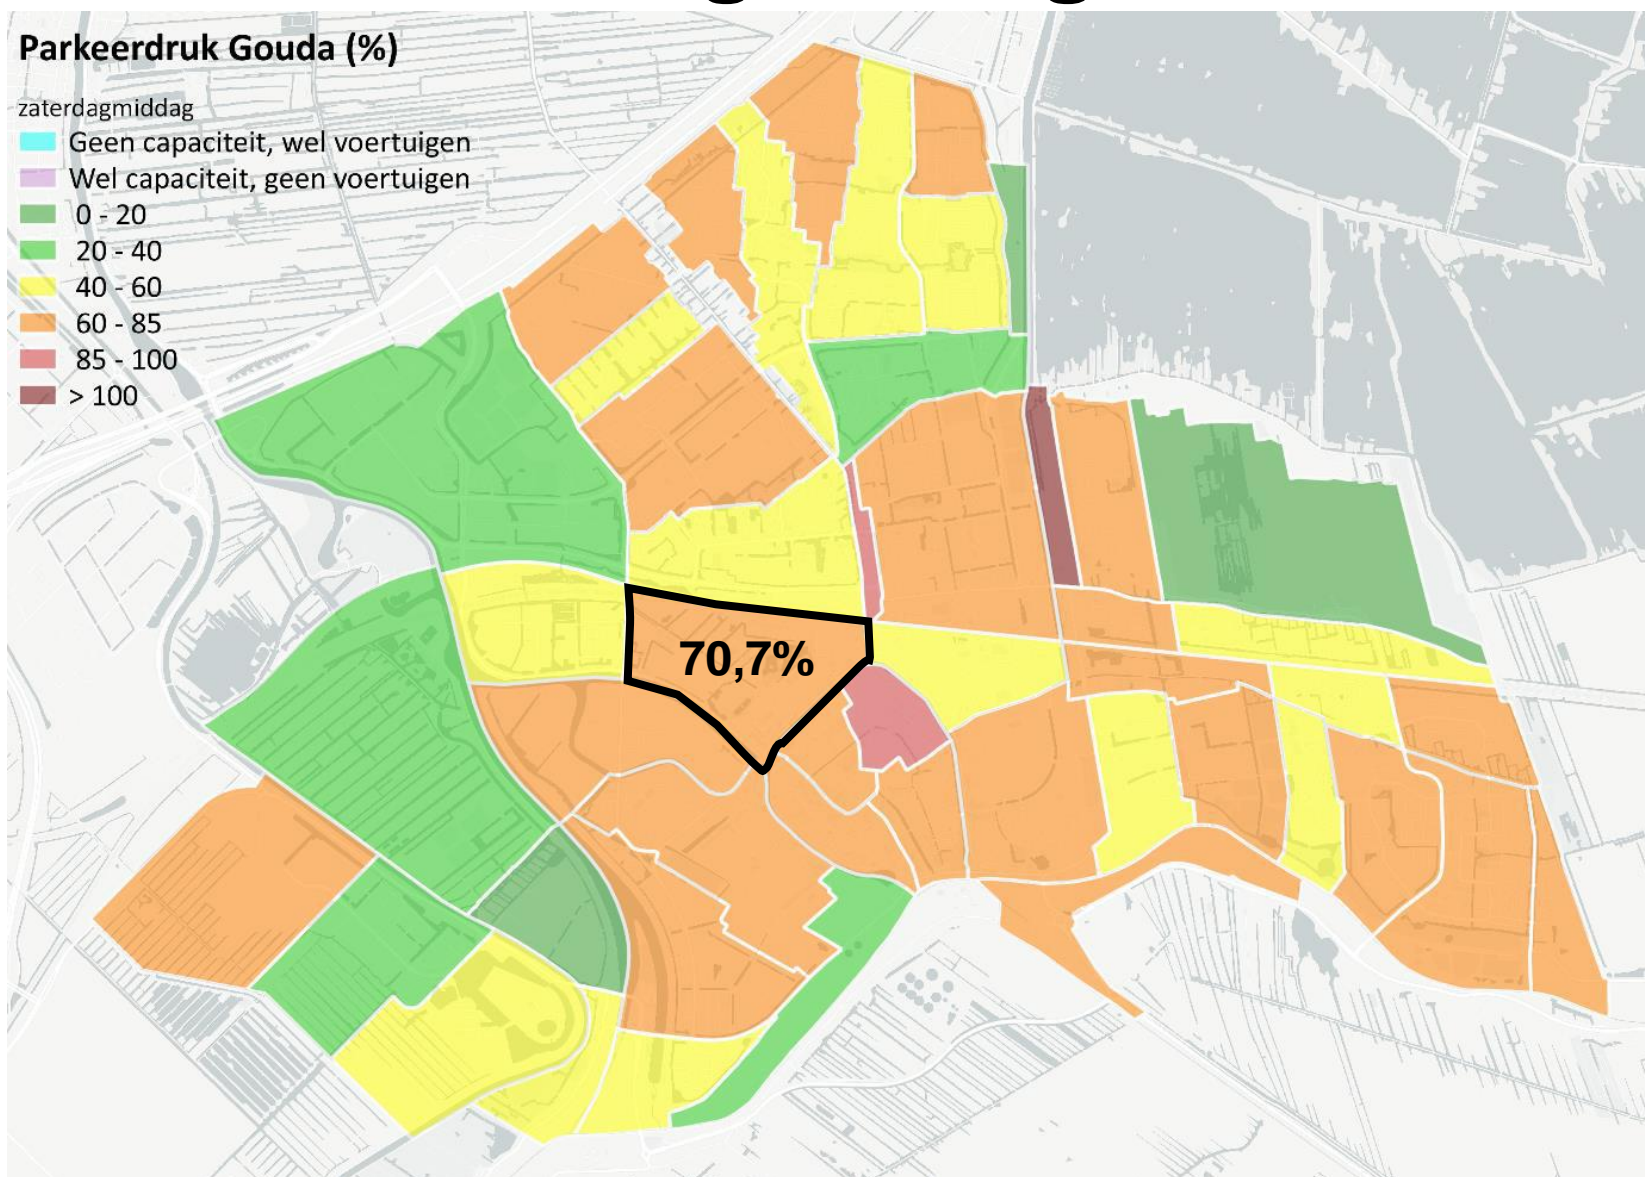 Parkeerdruk Gouda (%)
zaterdagmiddag
Geen capaciteit, wel voertuigen
Wel capaciteit, geen voertuigen
0 - 20
20 - 40
40 - 60
60 - 85
85 - 100
> 100
70,7%